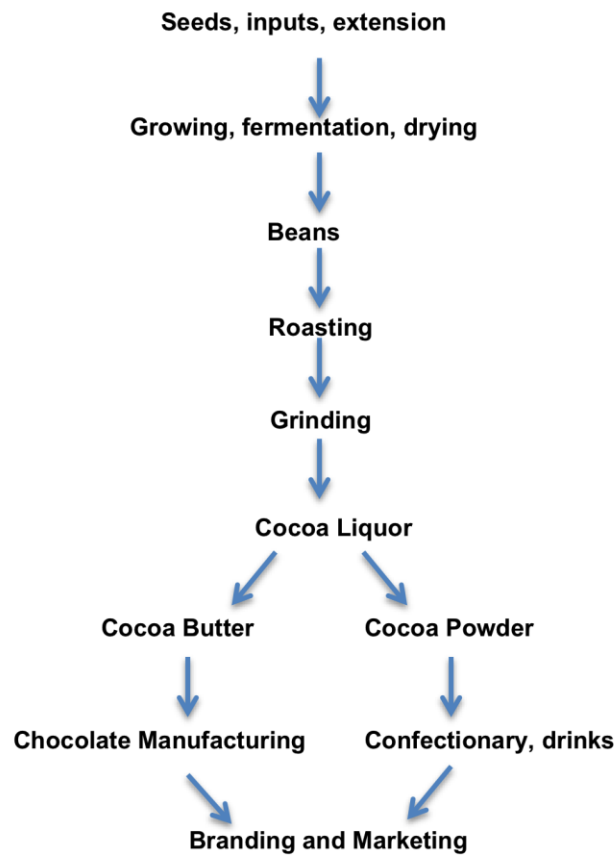 Seeds, inputs, extension
Growing, fermentation, drying
Beans
Roasting
Grinding
Cocoa Liquor
Cocoa Butter
Cocoa Powder
Chocolate Manufacturing
Confectionary, drinks
Branding and Marketing